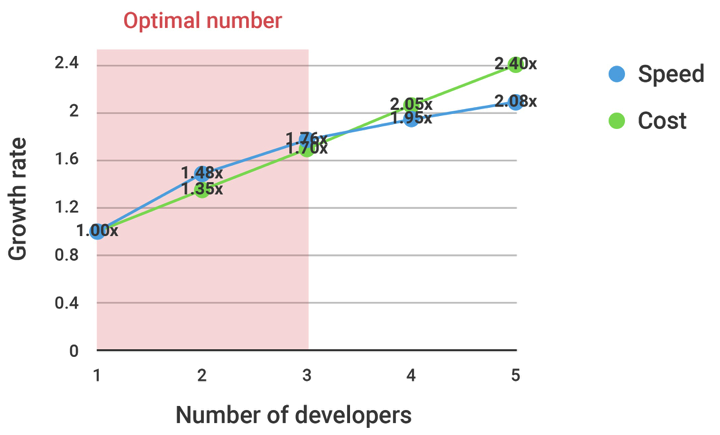 Optimal number
2.4
2
1.6
1.2
0.8
0.4
0
Growth rate
1.00x
1.48x
1.35x
1.76x
1.70x
2.05x
1.95x
2.40x
2.08x
Speed
Cost
1 2 3 4 5
Number of developers